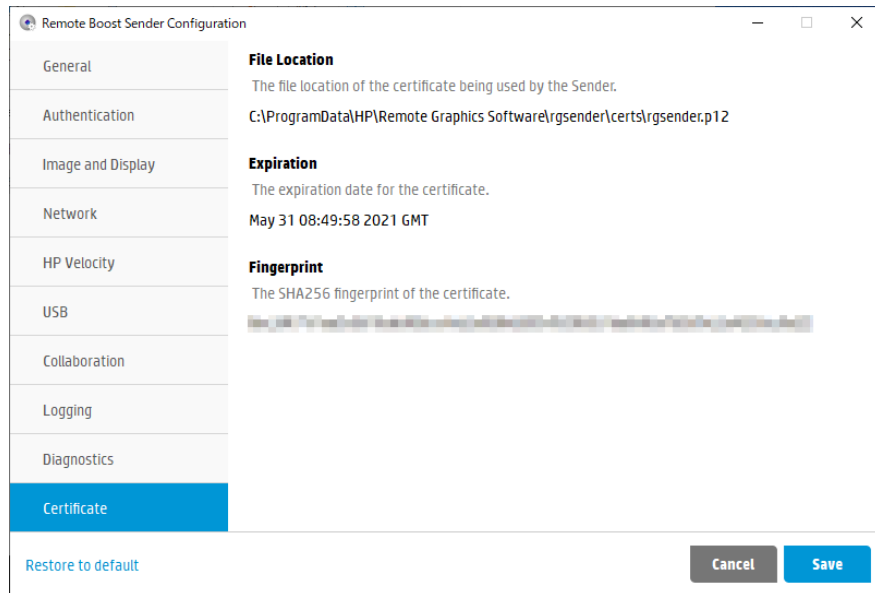 Remote Boost Sender Configuration
General
Authentication
Image and Display
Network
HP Velocity
USB
Collaboration
Logging
Diagnostics
Certificate
File Location
The file location of the certificate being used by the Sender.
C:\ProgramData\HP\Remote Graphics Software\rgsender\certs\rgsender.p12
Expiration
The expiration date for the certificate.
May 31 08:49:58 2021 GMT
Fingerprint
The SHA256 fingerprint of the certificate.
Restore to default
Cancel
Save